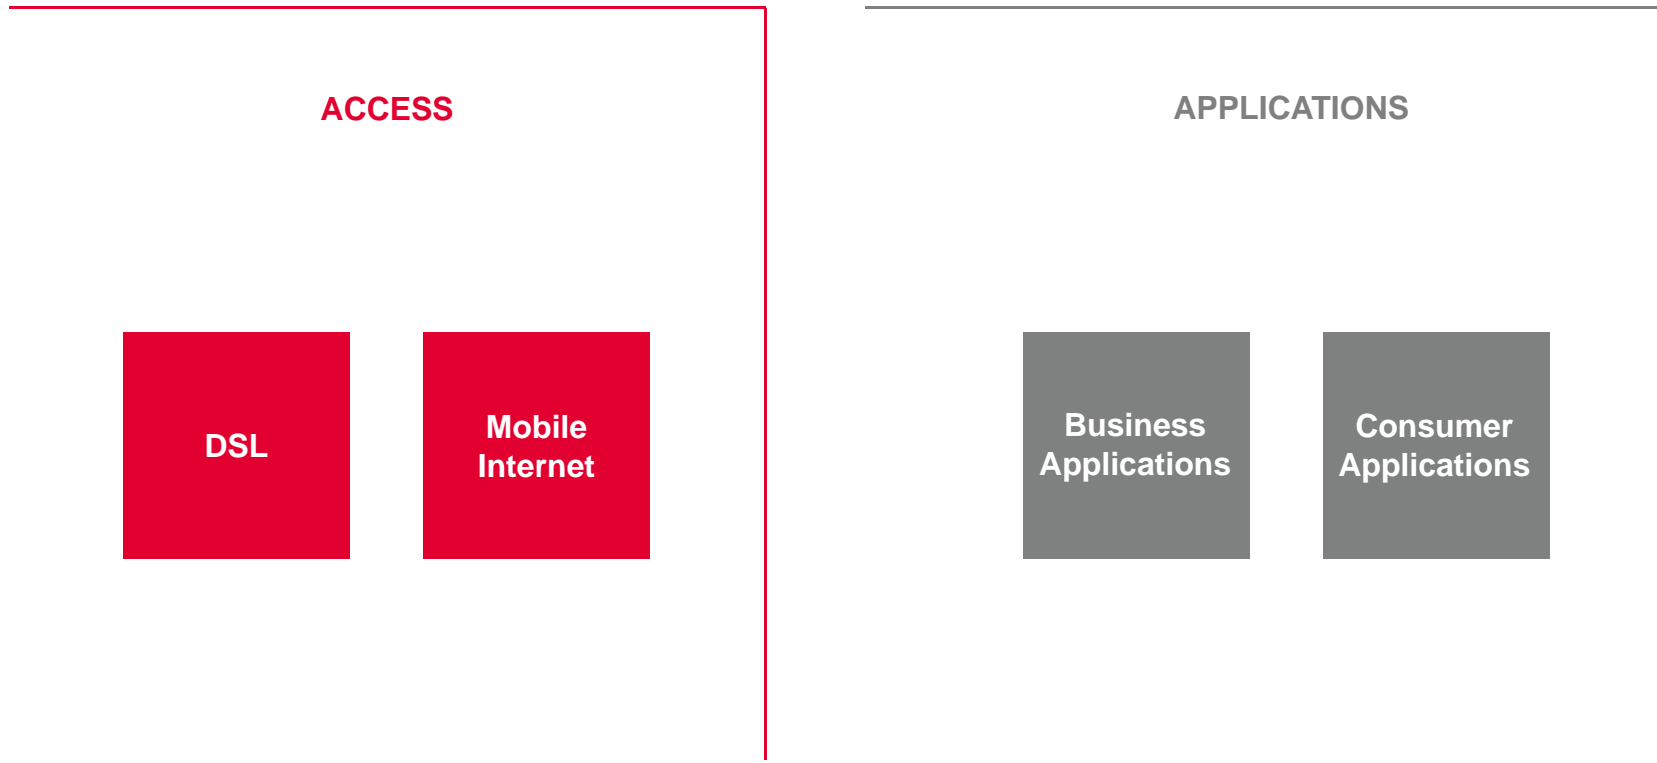 ACCESS
APPLICATIONS
DSL
Mobile
Internet
Business
Applications
Consumer
Applications